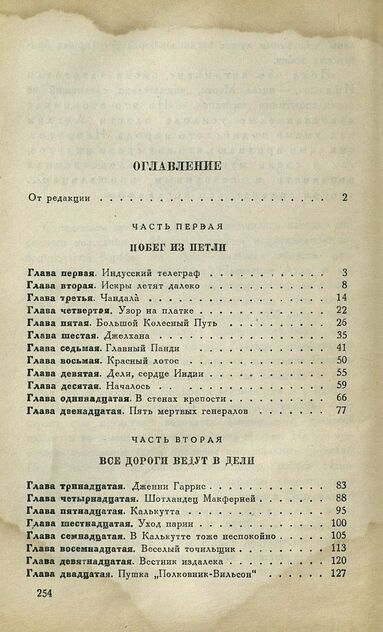 ОГЛАВЛЕНИЕ
От редакции . . . . . . . . . . . . . . . . . . . . 2
ЧАСТЬ ПЕРВАЯ
ПОБЕГ ИЗ ПЕТЛИ
Глава первая. Индусский телеграф . . . . . . . . . . 3
Глава вторая. Искры летят далеко . . . . . . . . . . 8
Глава третья. Чандала̀ . . . . . . . . . . . . . . 14
Глава четвертая. Узор на платке . . . . . . . . . . 22
Глава пятая. Большой Колесный Путь . . . . . . . . 26
Глава шестая. Джелхана . . . . . . . . . . . . . 35
Глава седьмая. Главный Панди . . . . . . . . . . . 41
Глава восьмая. Красный лотос . . . . . . . . . . . 50
Глава девятая. Дели, сердце Индии . . . . . . . . . 55
Глава десятая. Началось . . . . . . . . . . . . . 59
Глава одиннадцатая. В стенах крепости . . . . . . . 66
Глава двенадцатая. Пять мертвых генералов . . . . . 77
ЧАСТЬ ВТОРАЯ
ВСЕ ДОРОГИ ВЕДУТ В ДЕЛИ
Глава тринадцатая. Дженни Гаррис . . . . . . . . . 83
Глава четырнадцатая. Шотландец Макферней . . . . . 88
Глава пятнадцатая. Калькутта . . . . . . . . . . . 95
Глава шестнадцатая. Уход парии . . . . . . . . . . 100
Глава семнадцатая. В Калькутте тоже неспокойно . . . 105
Глава восемнадцатая. Веселый точильщик . . . . . . 113
Глава девятнадцатая. Вестник издалека . . . . . . . 120
Глава двадцатая. Пушка „Полковник-Вильсон“ . . . . 127
254